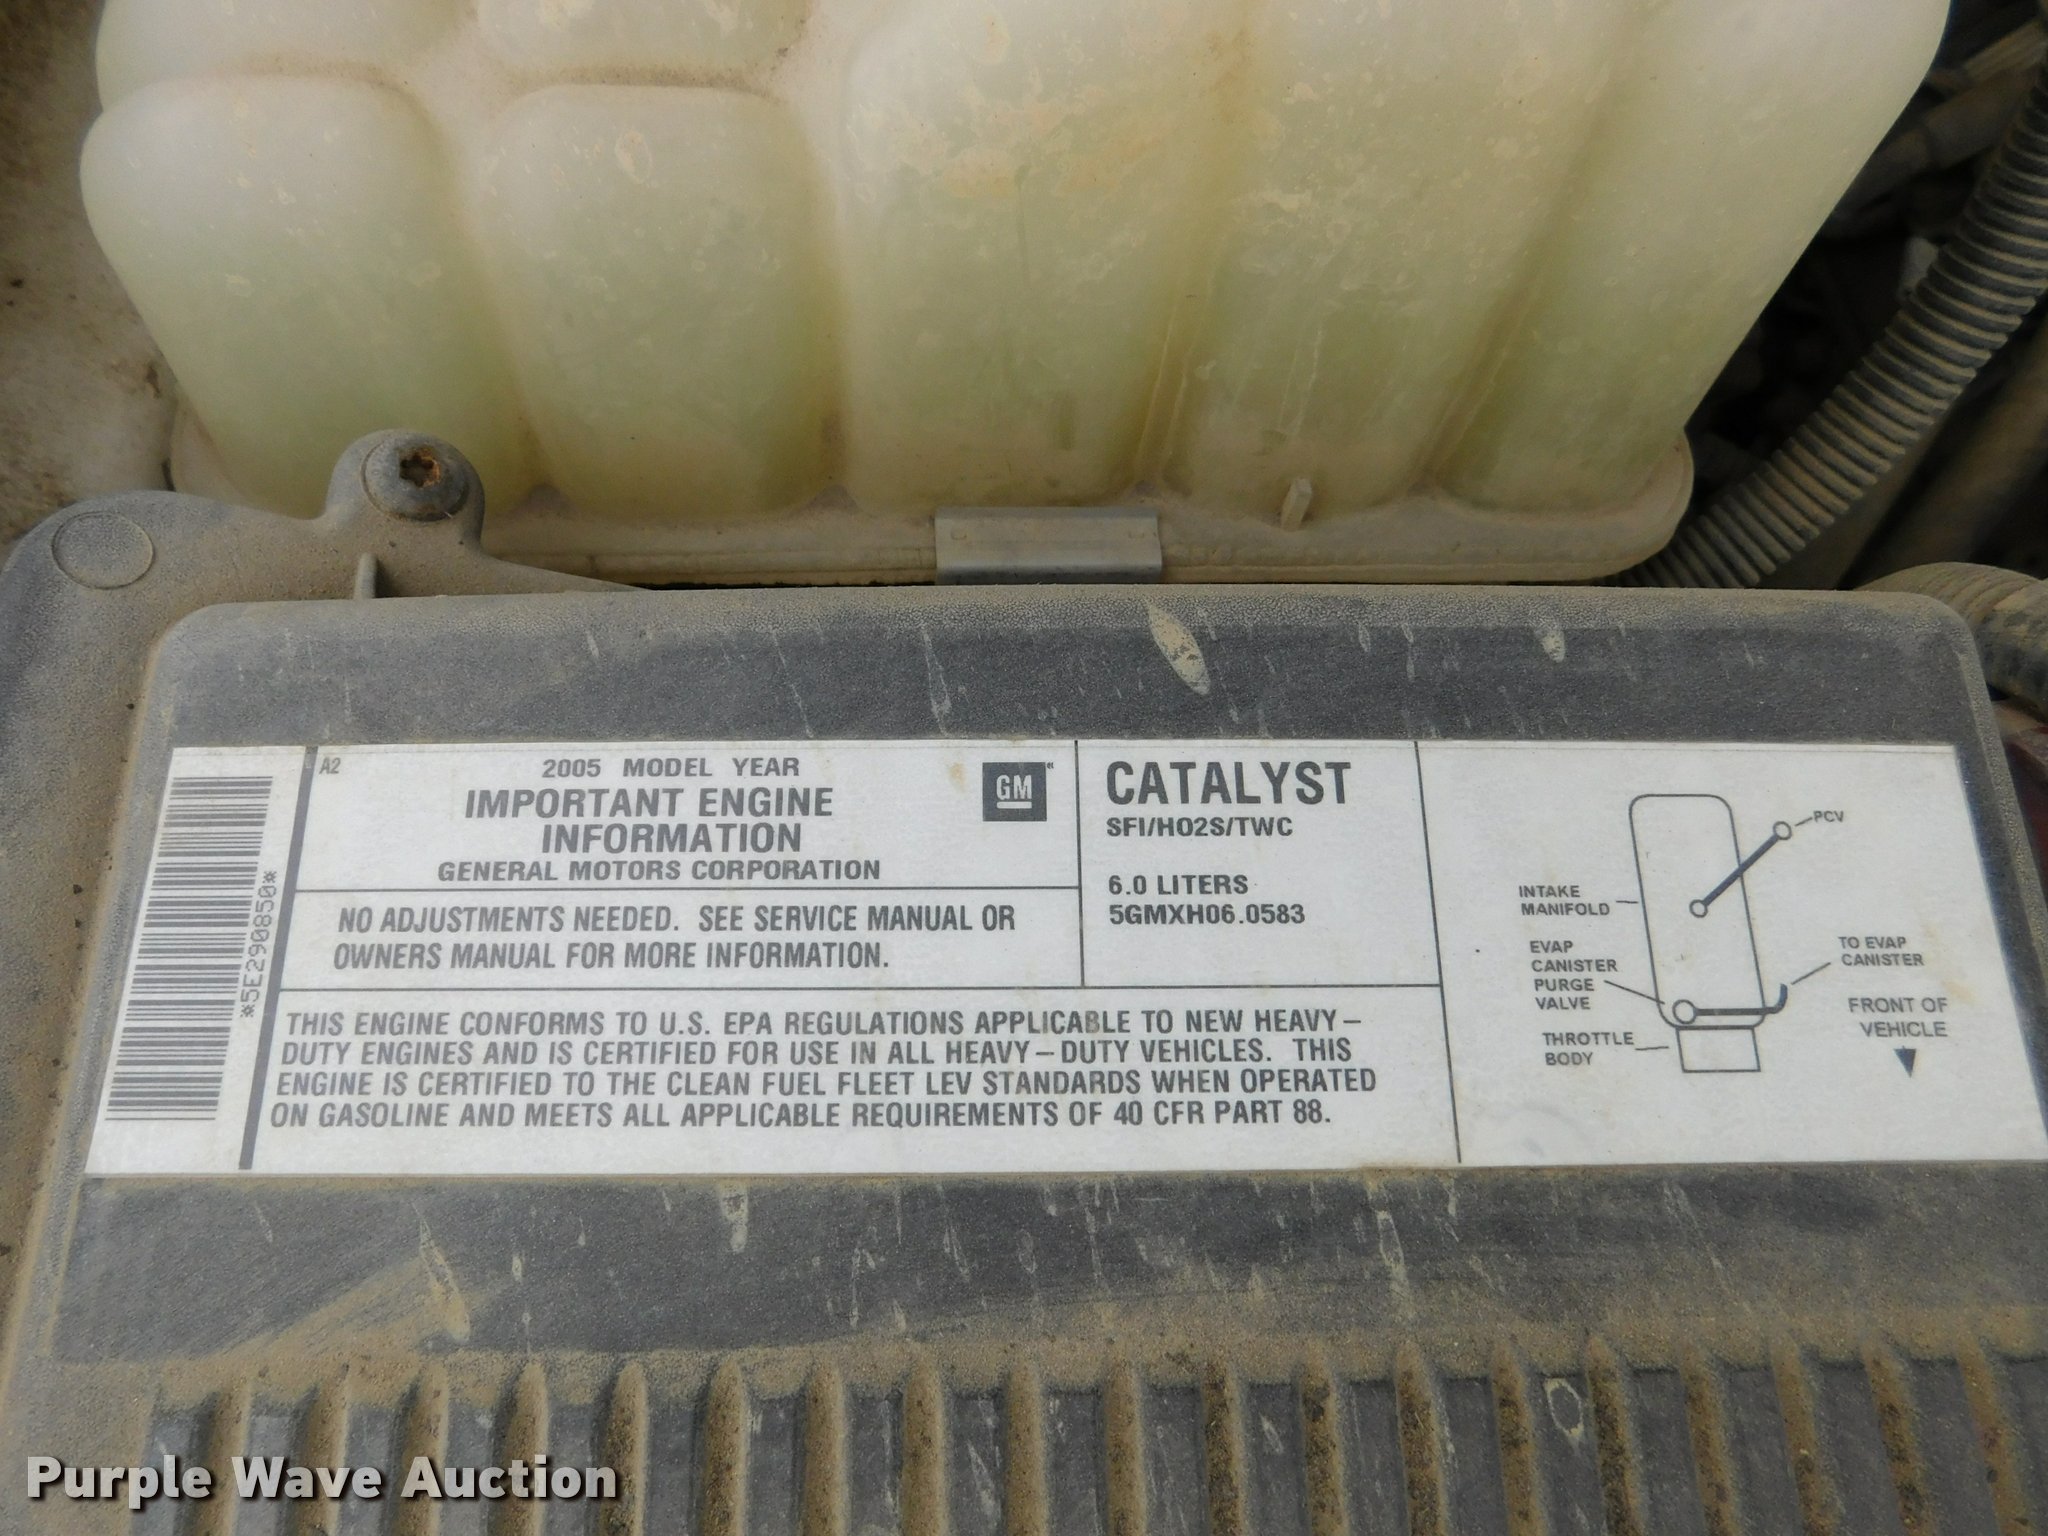 *5E290850*
A2
2005 MODEL YEAR
IMPORTANT ENGINE
INFORMATION
GENERAL MOTORS CORPORATION
GM
NO ADJUSTMENTS NEEDED. SEE SERVICE MANUAL OR
OWNERS MANUAL FOR MORE INFORMATION.
CATALYST
SFI/HO2S/TWC
6.0 LITERS
5GMXH06.0583
THIS ENGINE CONFORMS TO U.S. EPA REGULATIONS APPLICABLE TO NEW HEAVY–
DUTY ENGINES AND IS CERTIFIED FOR USE IN ALL HEAVY–DUTY VEHICLES. THIS
ENGINE IS CERTIFIED TO THE CLEAN FUEL FLEET LEV STANDARDS WHEN OPERATED
ON GASOLINE AND MEETS ALL APPLICABLE REQUIREMENTS OF 40 CFR PART 88.
PCV
INTAKE
MANIFOLD
EVAP
CANISTER
PURGE
VALVE
THROTTLE
BODY
TO EVAP
CANISTER
FRONT OF
VEHICLE
Purple Wave Auction